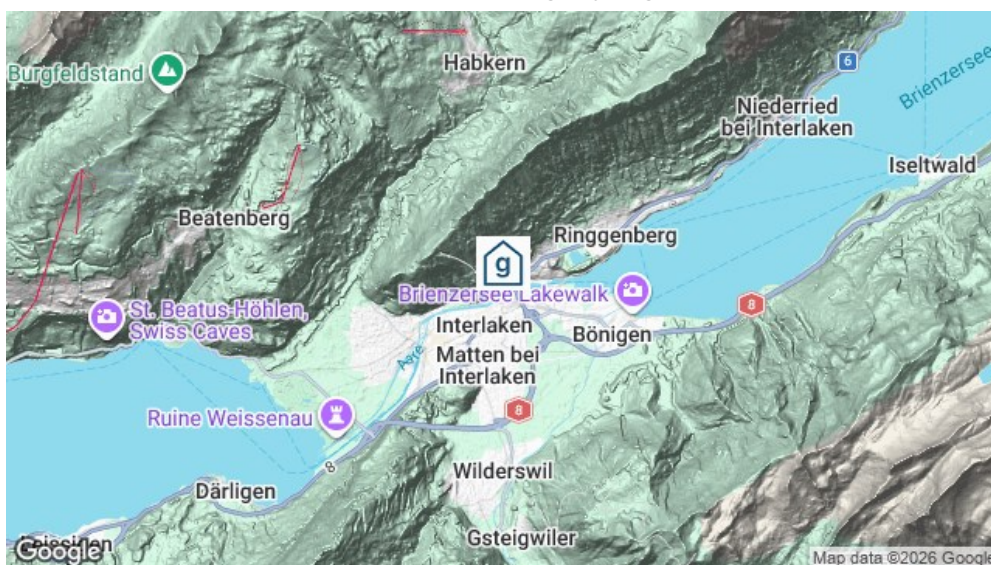 Habkern
Burgfeldstand
6
Brienzersee
Niederried
bei Interlaken
Iseltwald
Beatenberg
Ringgenberg
g
Brienzersee Lakewalk
8
St. Beatus-Höhlen,
Swiss Caves
Interlaken
Bönigen
Aare
Matten bei
Interlaken
Ruine Weissenau
8
8
Wilderswil
Därligen
Gsteigwiler
Leissigen
Google
Map data ©2026 Google